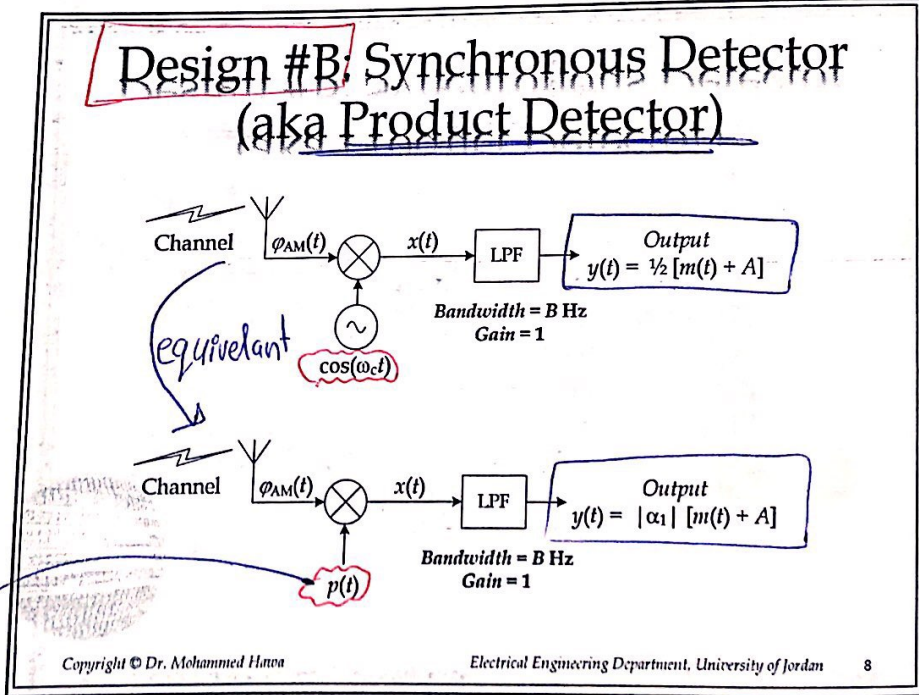 8
Design #B: Synchronous Detector
(aka Product Detector)
Channel
φAM(t)
x(t)
LPF
Output
y(t) = ½ [m(t) + A]
Bandwidth = B Hz
Gain = 1
cos(ωct)
equivelant
Channel
φAM(t)
x(t)
LPF
Output
y(t) = |α1| [m(t) + A]
Bandwidth = B Hz
Gain = 1
p(t)
Copyright © Dr. Mohammed Hawa Electrical Engineering Department, University of Jordan 8